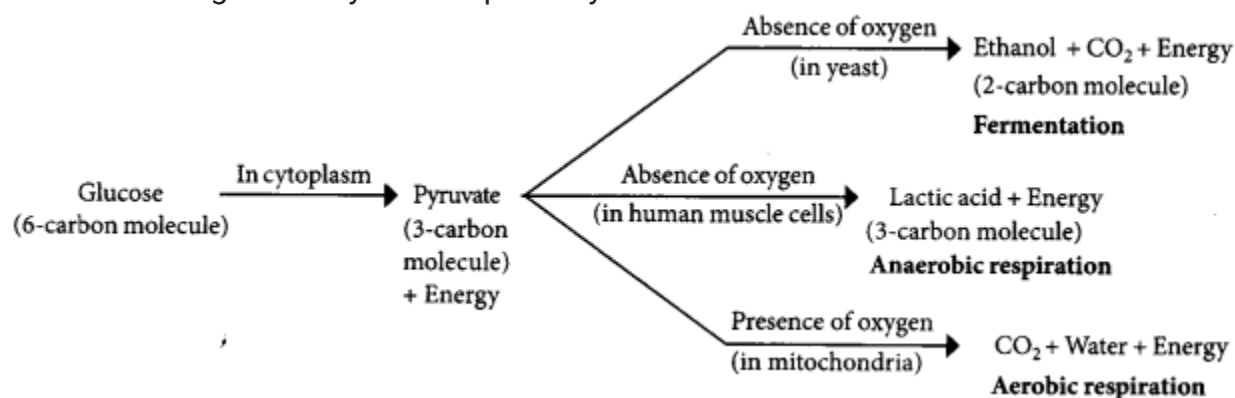 Absence of oxygen
(in yeast)
Ethanol + CO₂ + Energy
(2-carbon molecule)
Fermentation
Glucose
(6-carbon molecule)
In cytoplasm
Pyruvate
(3-carbon
molecule)
+ Energy
Absence of oxygen
(in human muscle cells)
Lactic acid + Energy
(3-carbon molecule)
Anaerobic respiration
Presence of oxygen
(in mitochondria)
CO₂ + Water + Energy
Aerobic respiration